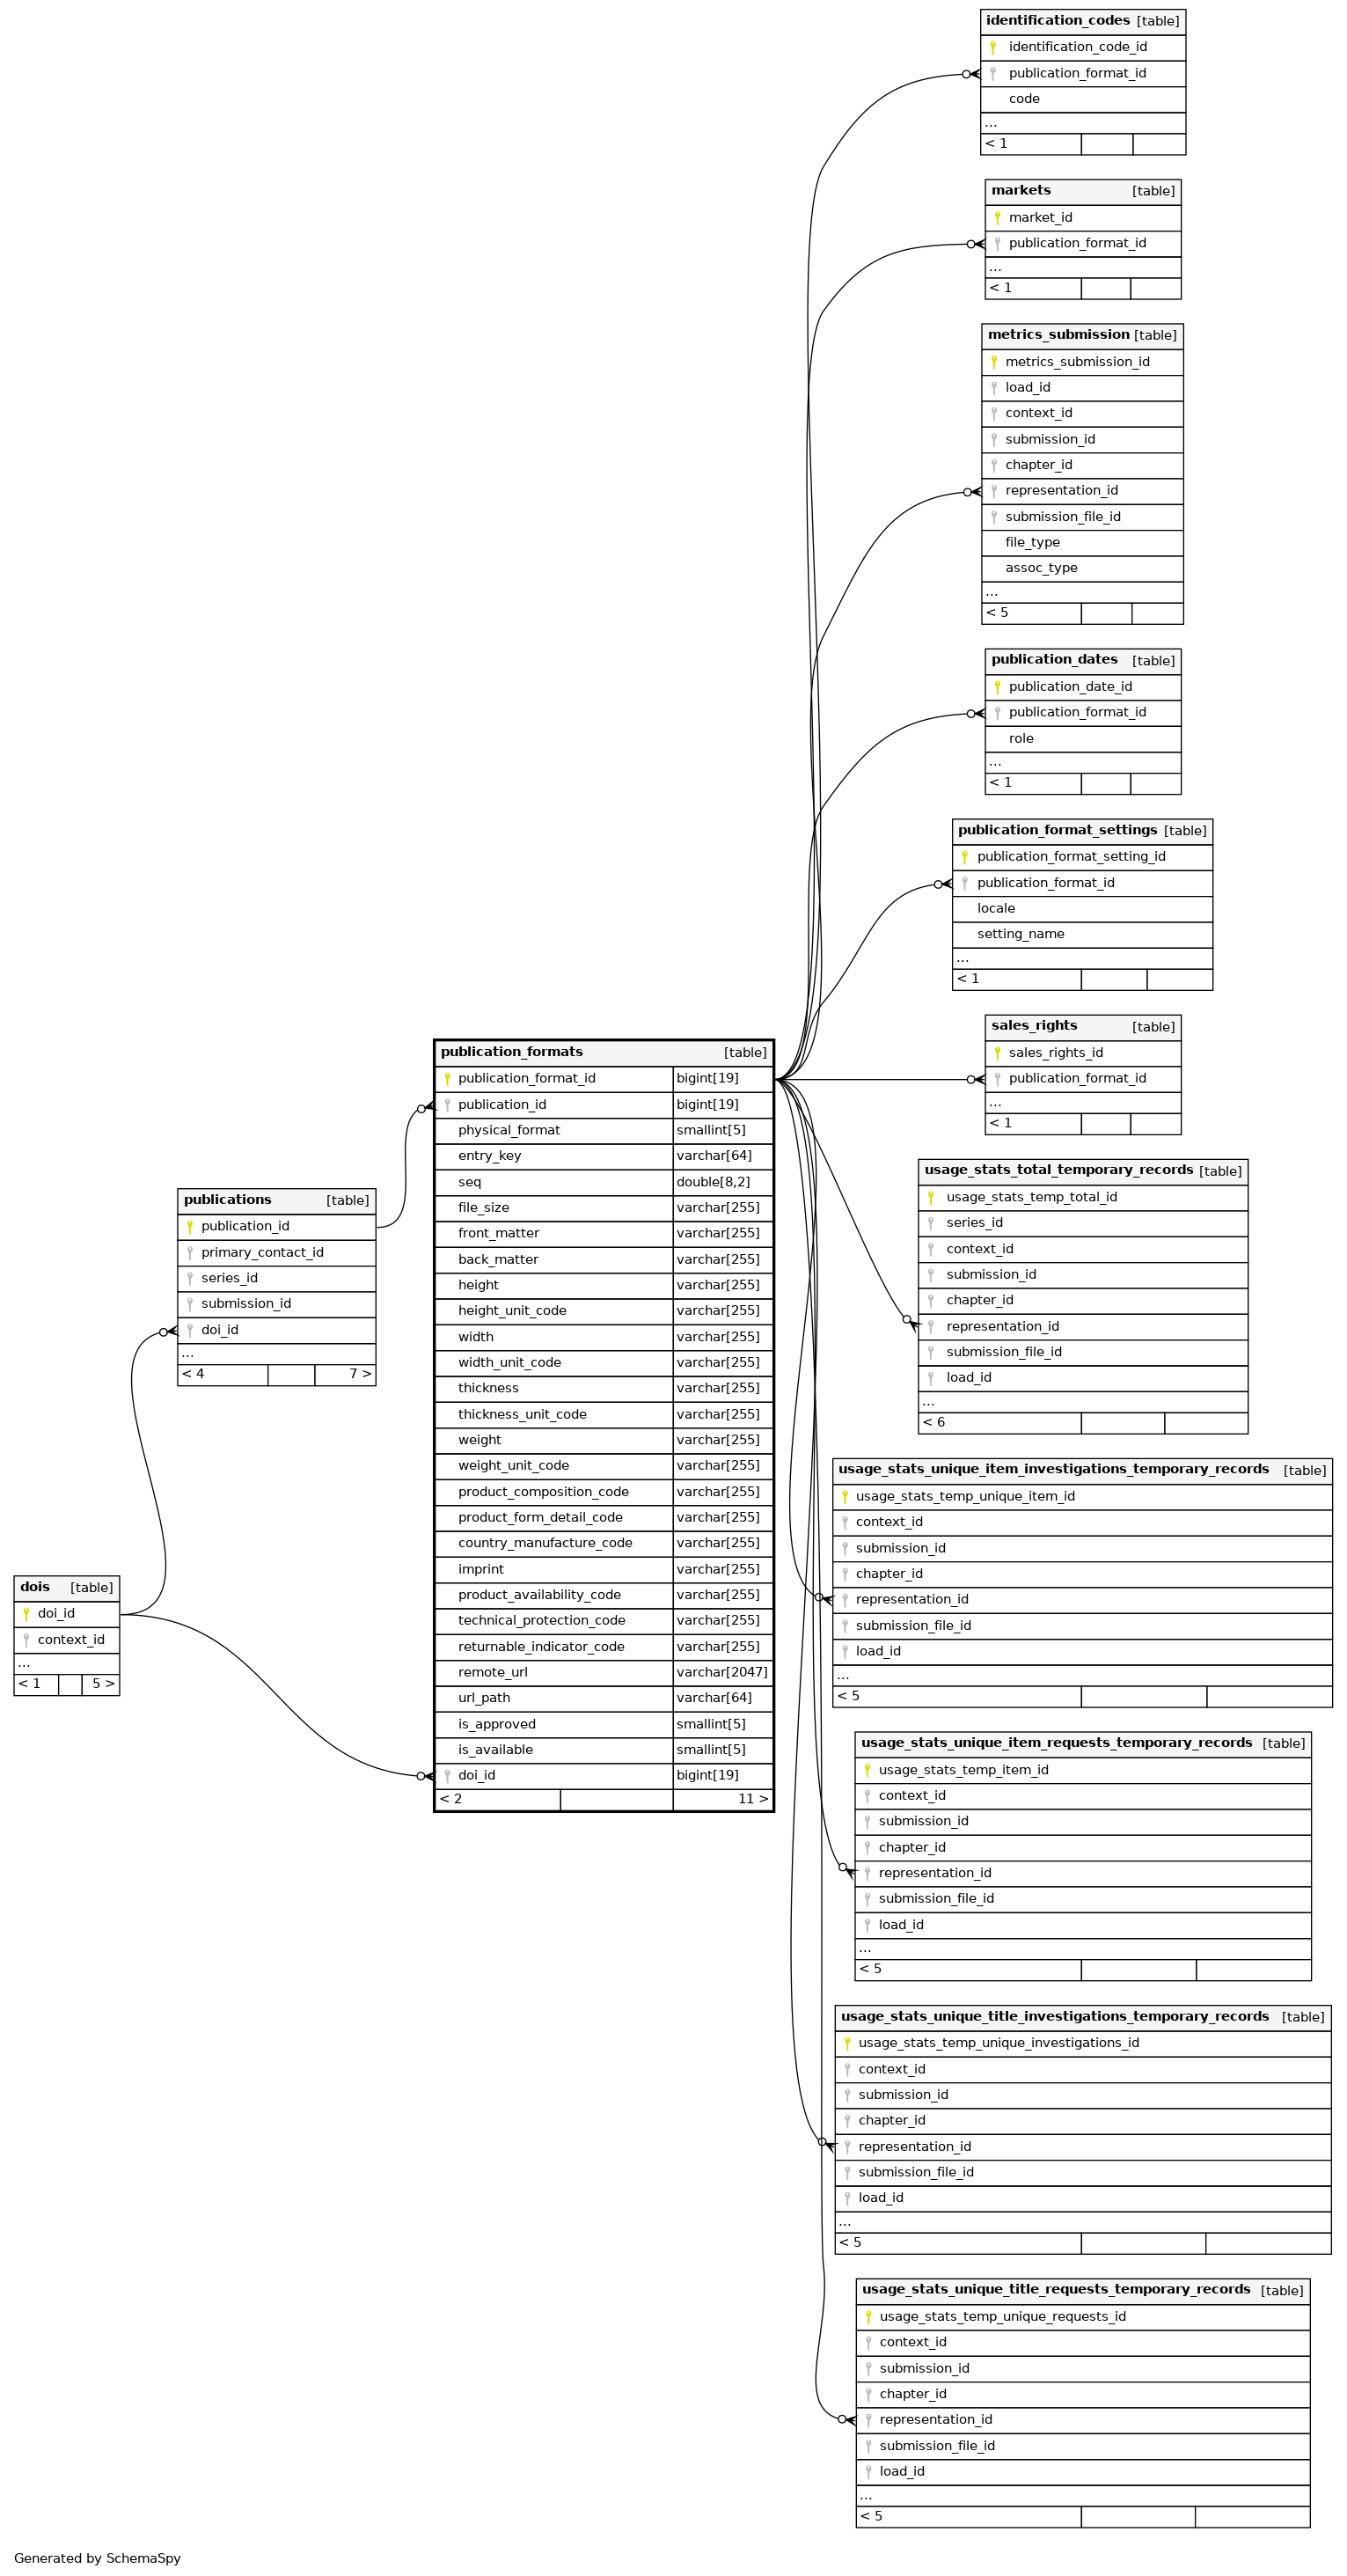 identification_codes [table]
identification_code_id
publication_format_id
code
...
< 1
markets [table]
market_id
publication_format_id
...
< 1
metrics_submission [table]
metrics_submission_id
load_id
context_id
submission_id
chapter_id
representation_id
submission_file_id
file_type
assoc_type
...
< 5
publication_dates [table]
publication_date_id
publication_format_id
role
...
< 1
publication_format_settings [table]
publication_format_setting_id
publication_format_id
locale
setting_name
...
< 1
sales_rights [table]
sales_rights_id
publication_format_id
...
< 1
publication_formats [table]
publication_format_id bigint[19]
publication_id bigint[19]
physical_format smallint[5]
entry_key varchar[64]
seq double[8,2]
file_size varchar[255]
front_matter varchar[255]
back_matter varchar[255]
height varchar[255]
height_unit_code varchar[255]
width varchar[255]
width_unit_code varchar[255]
thickness varchar[255]
thickness_unit_code varchar[255]
weight varchar[255]
weight_unit_code varchar[255]
product_composition_code varchar[255]
product_form_detail_code varchar[255]
country_manufacture_code varchar[255]
imprint varchar[255]
product_availability_code varchar[255]
technical_protection_code varchar[255]
returnable_indicator_code varchar[255]
remote_url varchar[2047]
url_path varchar[64]
is_approved smallint[5]
is_available smallint[5]
doi_id bigint[19]
< 2 11 >
publications [table]
publication_id
primary_contact_id
series_id
submission_id
doi_id
...
< 4 7 >
dois [table]
doi_id
context_id
...
< 1 5 >
usage_stats_total_temporary_records [table]
usage_stats_temp_total_id
series_id
context_id
submission_id
chapter_id
representation_id
submission_file_id
load_id
...
< 6
usage_stats_unique_item_investigations_temporary_records [table]
usage_stats_temp_unique_item_id
context_id
submission_id
chapter_id
representation_id
submission_file_id
load_id
...
< 5
usage_stats_unique_item_requests_temporary_records [table]
usage_stats_temp_item_id
context_id
submission_id
chapter_id
representation_id
submission_file_id
load_id
...
< 5
usage_stats_unique_title_investigations_temporary_records [table]
usage_stats_temp_unique_investigations_id
context_id
submission_id
chapter_id
representation_id
submission_file_id
load_id
...
< 5
usage_stats_unique_title_requests_temporary_records [table]
usage_stats_temp_unique_requests_id
context_id
submission_id
chapter_id
representation_id
submission_file_id
load_id
...
< 5
Generated by SchemaSpy